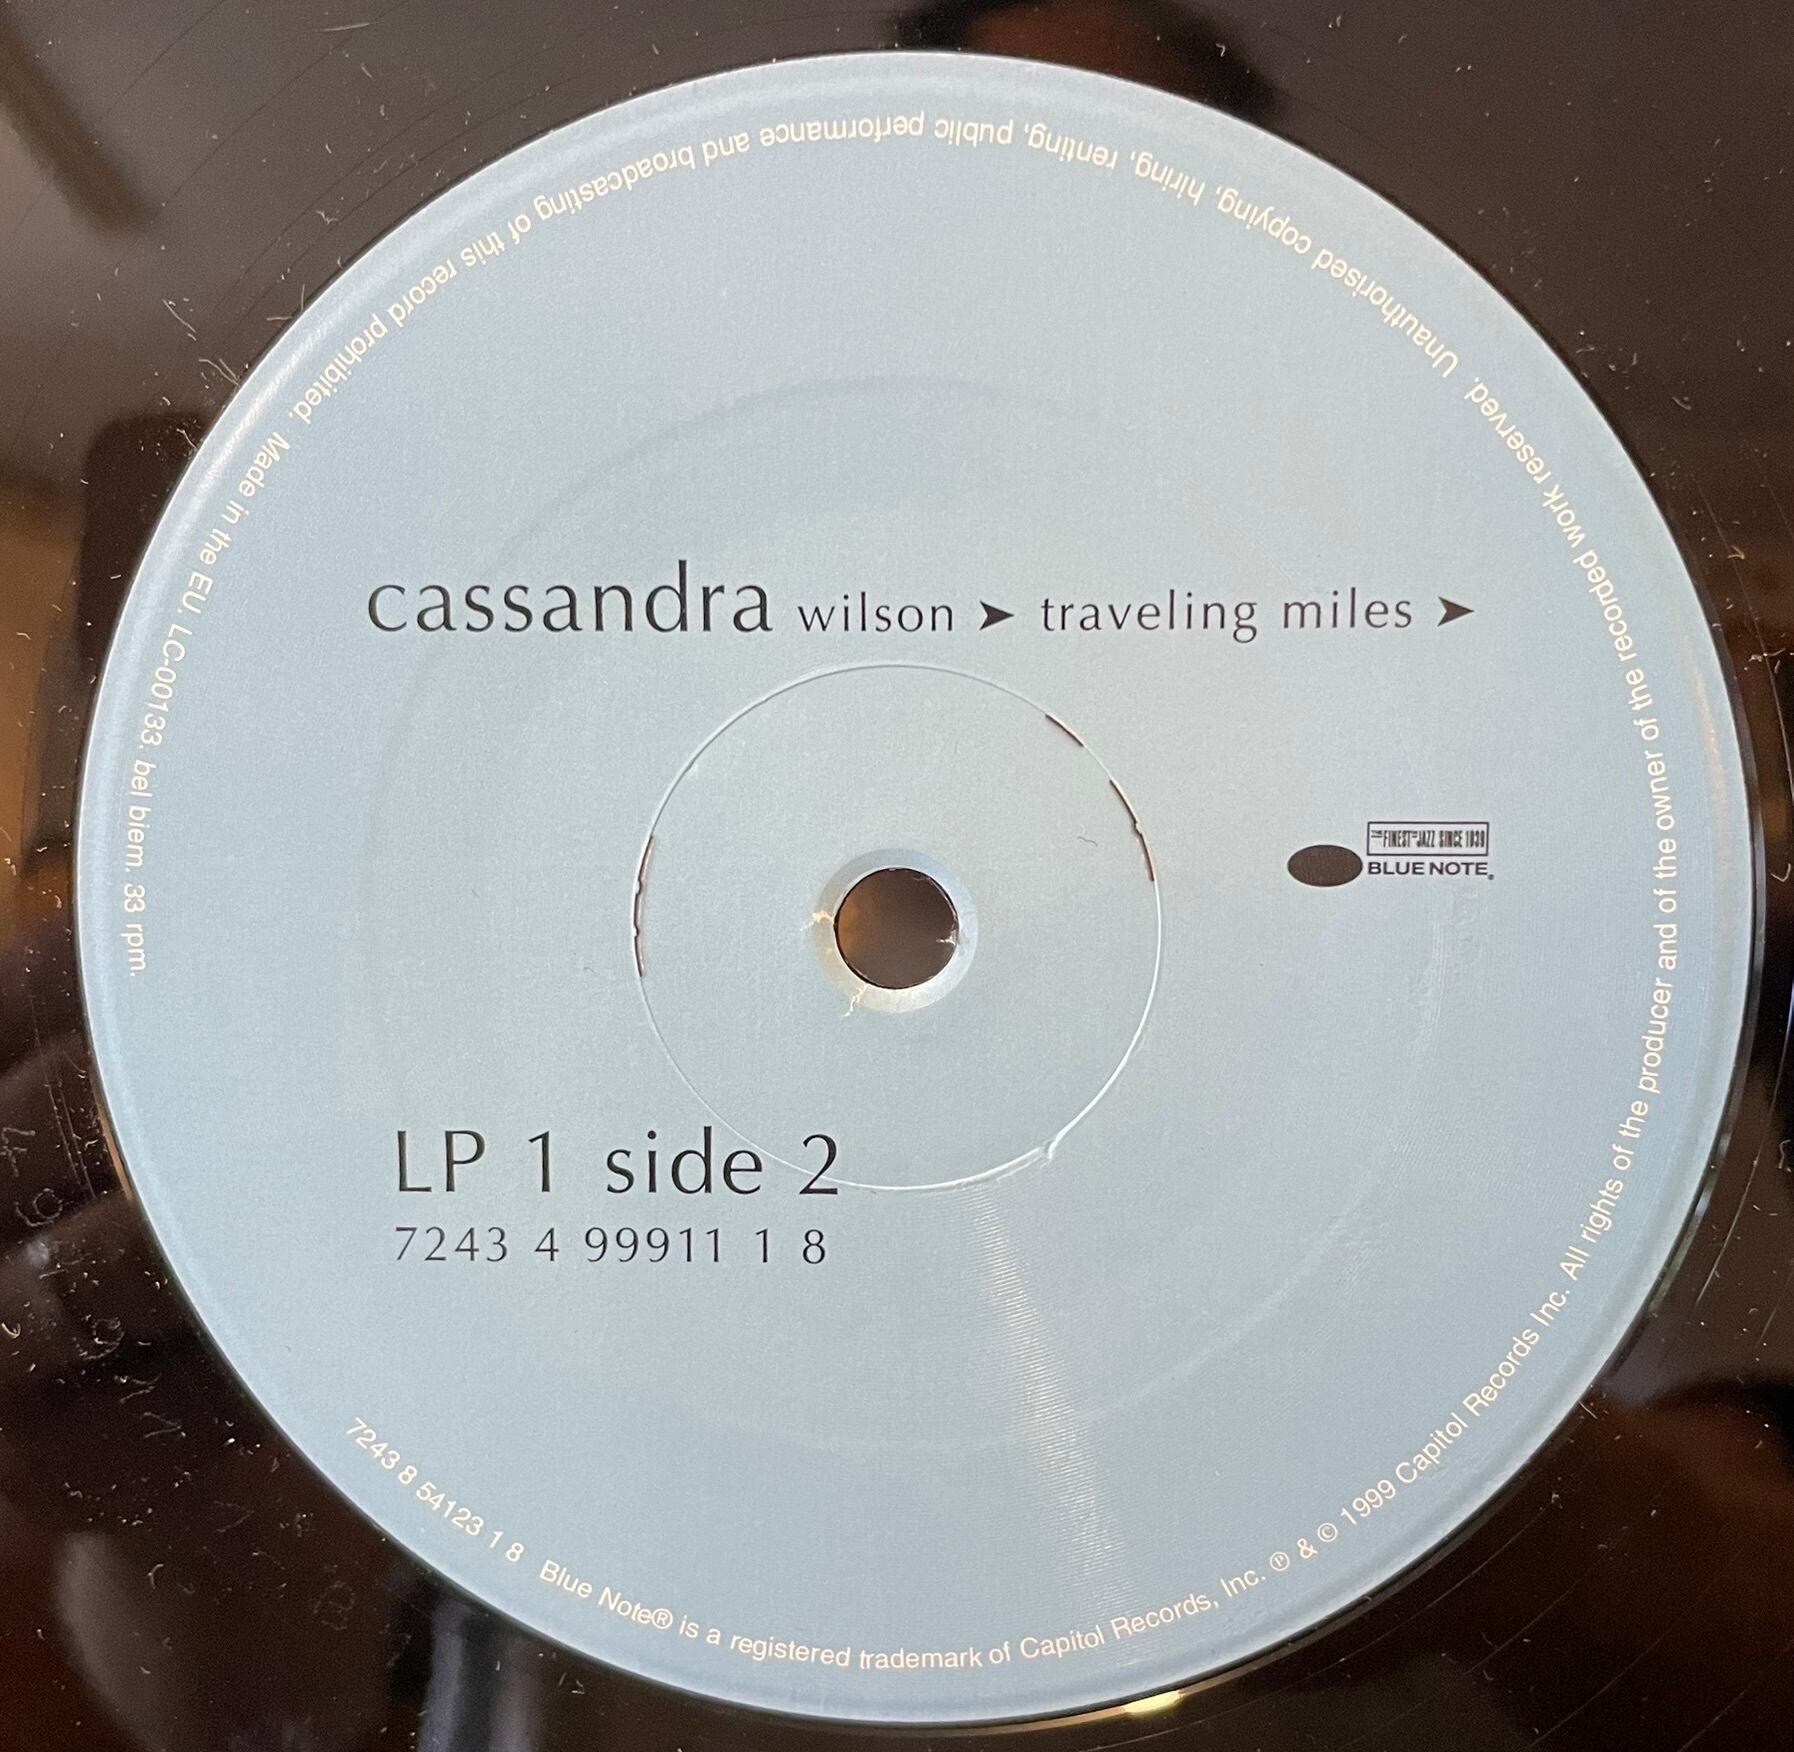 cassandra wilson ➤ traveling miles ➤
THE FINEST IN JAZZ SINCE 1939
BLUE NOTE®
LP 1 side 2
7243 4 99911 1 8
7243 8 54123 1 8 Blue Note® is a registered trademark of Capitol Records, Inc. ℗ & © 1999 Capitol Records Inc. All rights of the producer and of the owner of the recorded work reserved. Unauthorised copying, hiring, renting, public performance and broadcasting of this record prohibited. Made in the EU. LC-00133. bel biem. 33 rpm.